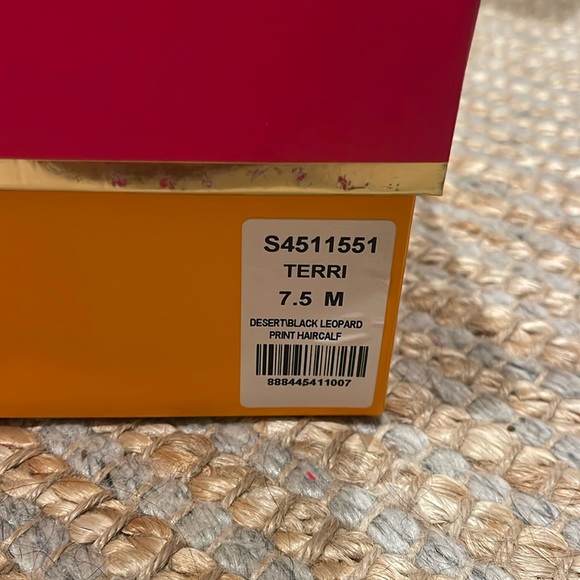 S4511551
TERRI
7.5 M
DESERT\BLACK LEOPARD
PRINT HAIRCALF
888445411007